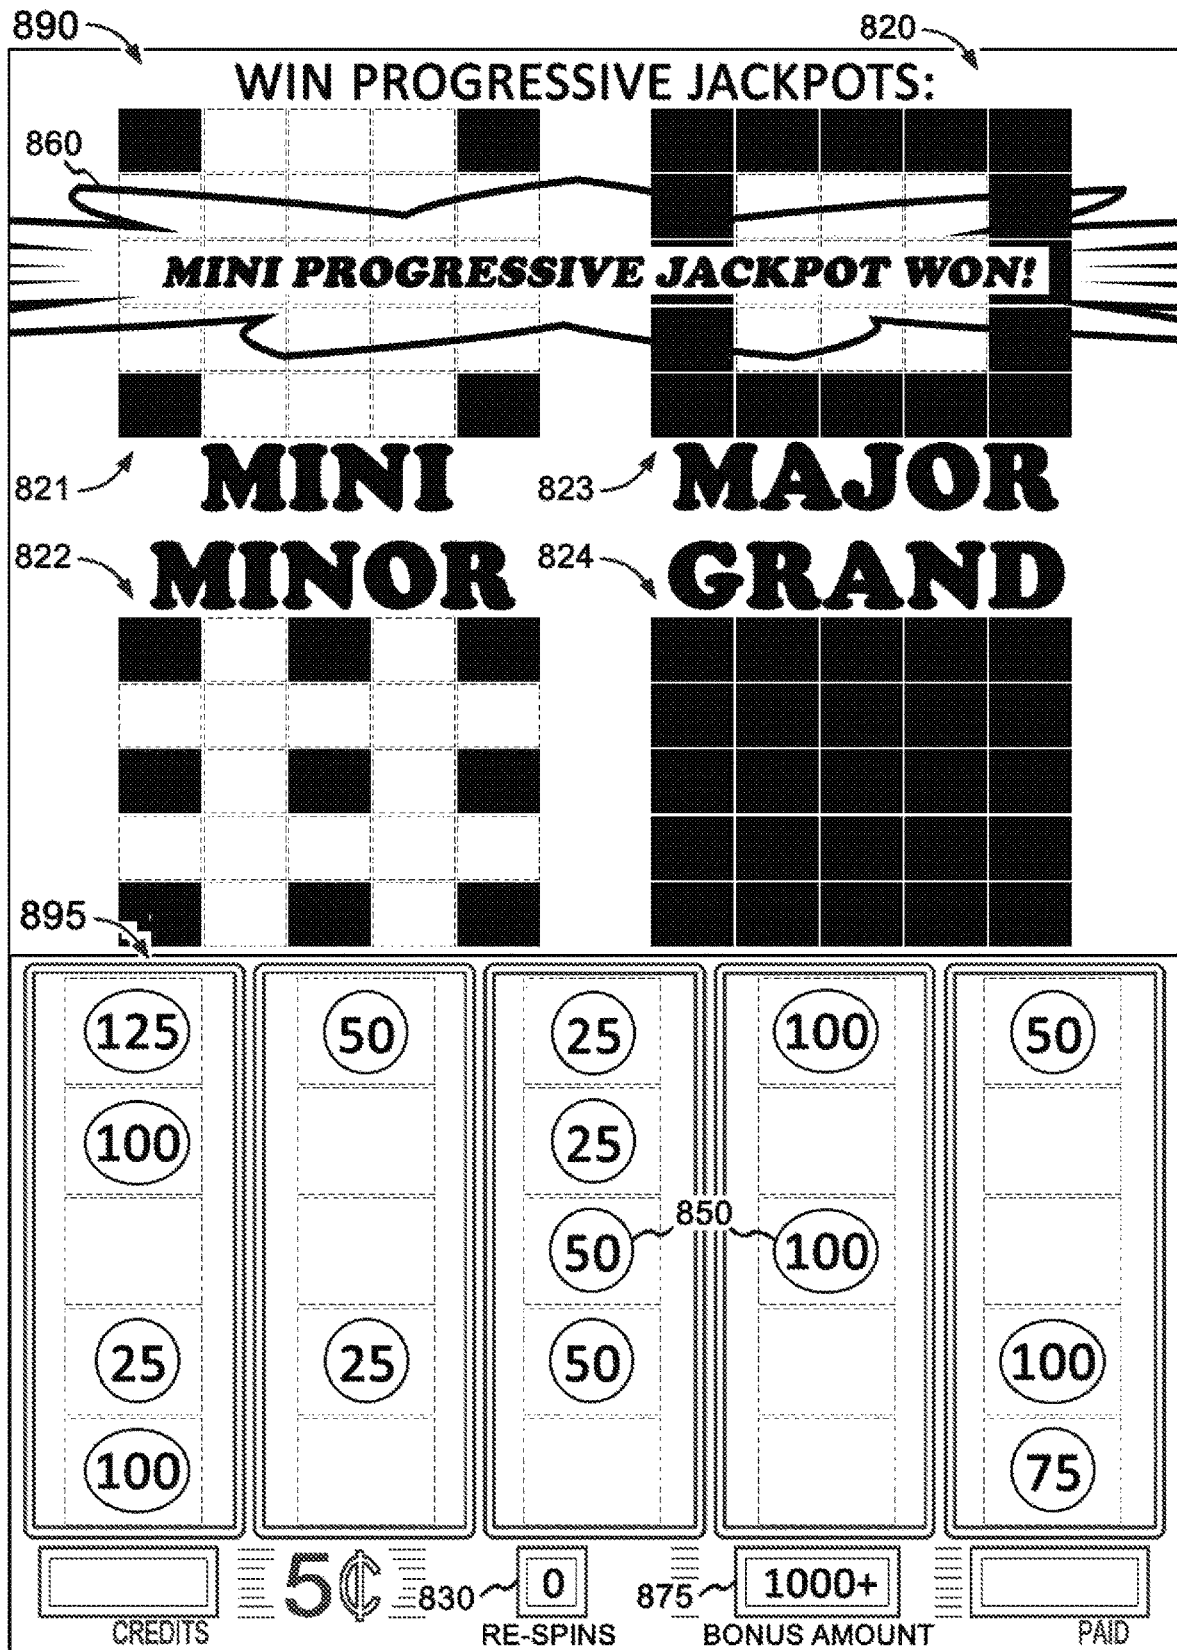 890
820
WIN PROGRESSIVE JACKPOTS:
860
MINI PROGRESSIVE JACKPOT WON!
821
MINI
823
MAJOR
822
MINOR
824
GRAND
895
125 50 25 100 50
100 25
850
50 100
25 25 50 100
100 75
5¢
830
0
875
1000+
CREDITS
RE-SPINS
BONUS AMOUNT
PAID